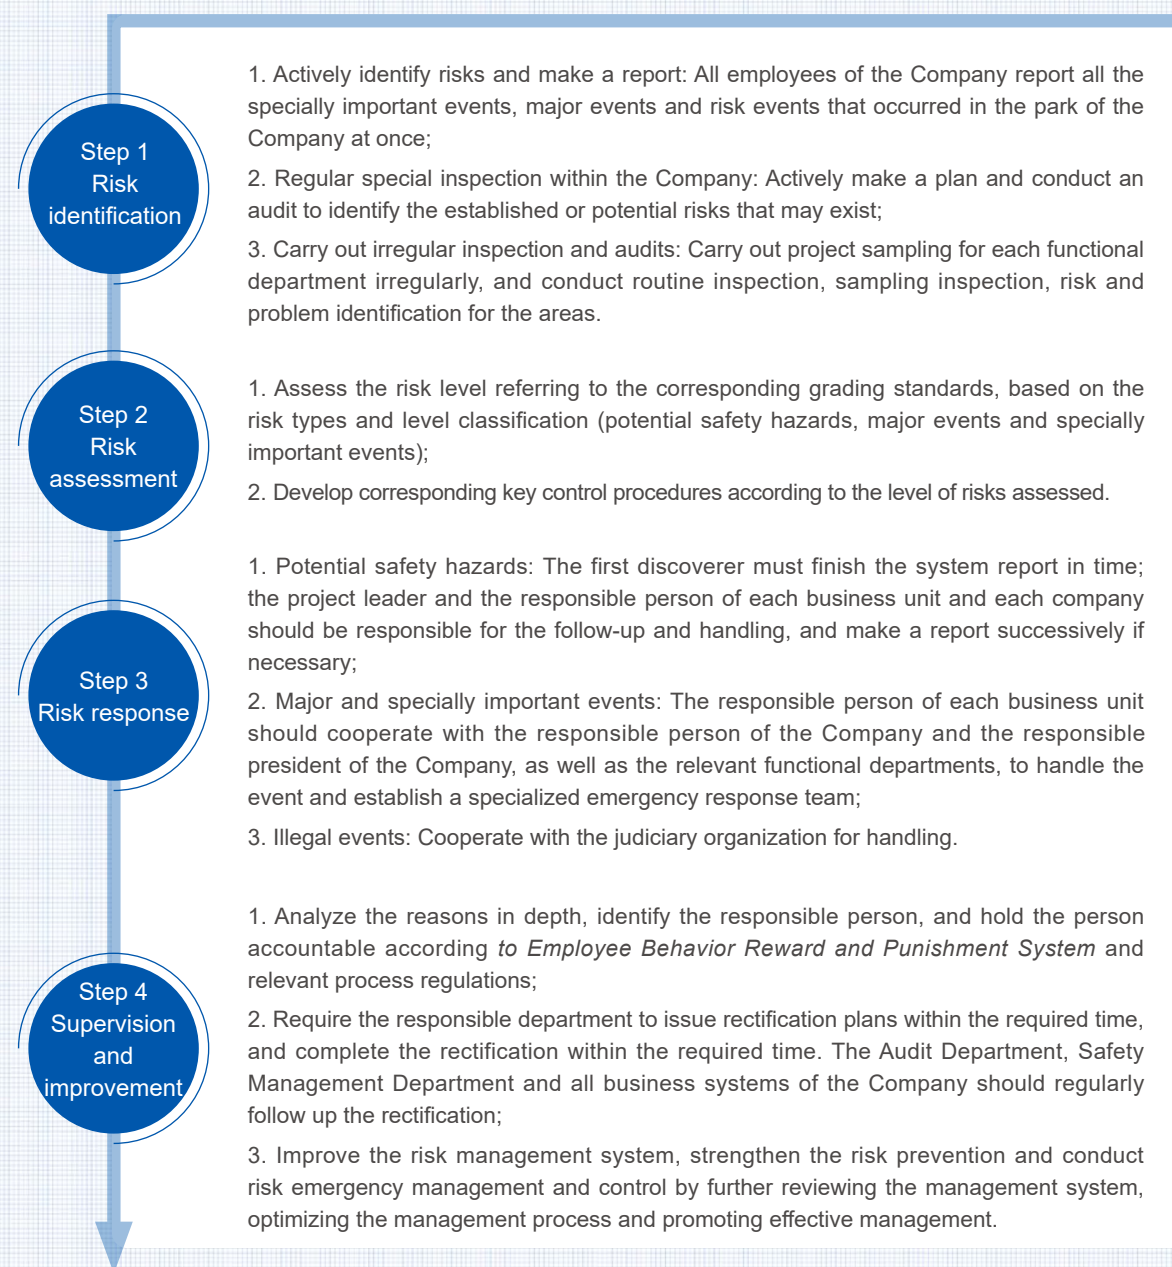 Step 1
Risk
identification
1. Actively identify risks and make a report: All employees of the Company report all the
specially important events, major events and risk events that occurred in the park of the
Company at once;
2. Regular special inspection within the Company: Actively make a plan and conduct an
audit to identify the established or potential risks that may exist;
3. Carry out irregular inspection and audits: Carry out project sampling for each functional
department irregularly, and conduct routine inspection, sampling inspection, risk and
problem identification for the areas.
Step 2
Risk
assessment
1. Assess the risk level referring to the corresponding grading standards, based on the
risk types and level classification (potential safety hazards, major events and specially
important events);
2. Develop corresponding key control procedures according to the level of risks assessed.
Step 3
Risk response
1. Potential safety hazards: The first discoverer must finish the system report in time;
the project leader and the responsible person of each business unit and each company
should be responsible for the follow-up and handling, and make a report successively if
necessary;
2. Major and specially important events: The responsible person of each business unit
should cooperate with the responsible person of the Company and the responsible
president of the Company, as well as the relevant functional departments, to handle the
event and establish a specialized emergency response team;
3. Illegal events: Cooperate with the judiciary organization for handling.
Step 4
Supervision
and
improvement
1. Analyze the reasons in depth, identify the responsible person, and hold the person
accountable according to Employee Behavior Reward and Punishment System and
relevant process regulations;
2. Require the responsible department to issue rectification plans within the required time,
and complete the rectification within the required time. The Audit Department, Safety
Management Department and all business systems of the Company should regularly
follow up the rectification;
3. Improve the risk management system, strengthen the risk prevention and conduct
risk emergency management and control by further reviewing the management system,
optimizing the management process and promoting effective management.